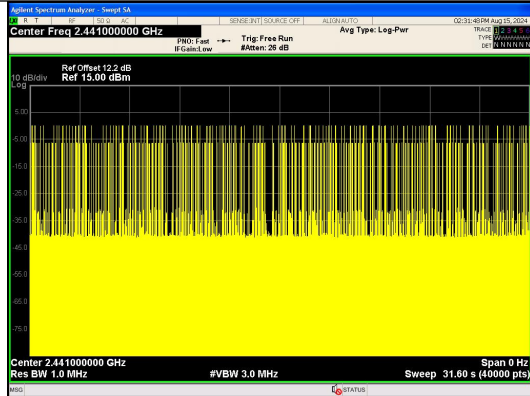 Agilent Spectrum Analyzer - Swept SA
R T RF 50 Ω AC SENSE:INT SOURCE OFF ALIGN AUTO 02:31:48 PM Aug 15, 2024
Center Freq 2.441000000 GHz Avg Type: Log-Pwr TRACE 1 2 3 4 5 6
PNO: Fast Trig: Free Run TYPE
IFGain:Low #Atten: 26 dB DET N N N N N N
Ref Offset 12.2 dB
10 dB/div Ref 15.00 dBm
Log
5.00
-5.00
-15.0
-25.0
-35.0
-45.0
-55.0
-65.0
-75.0
Center 2.441000000 GHz Span 0 Hz
Res BW 1.0 MHz #VBW 3.0 MHz Sweep 31.60 s (40000 pts)
MSG STATUS